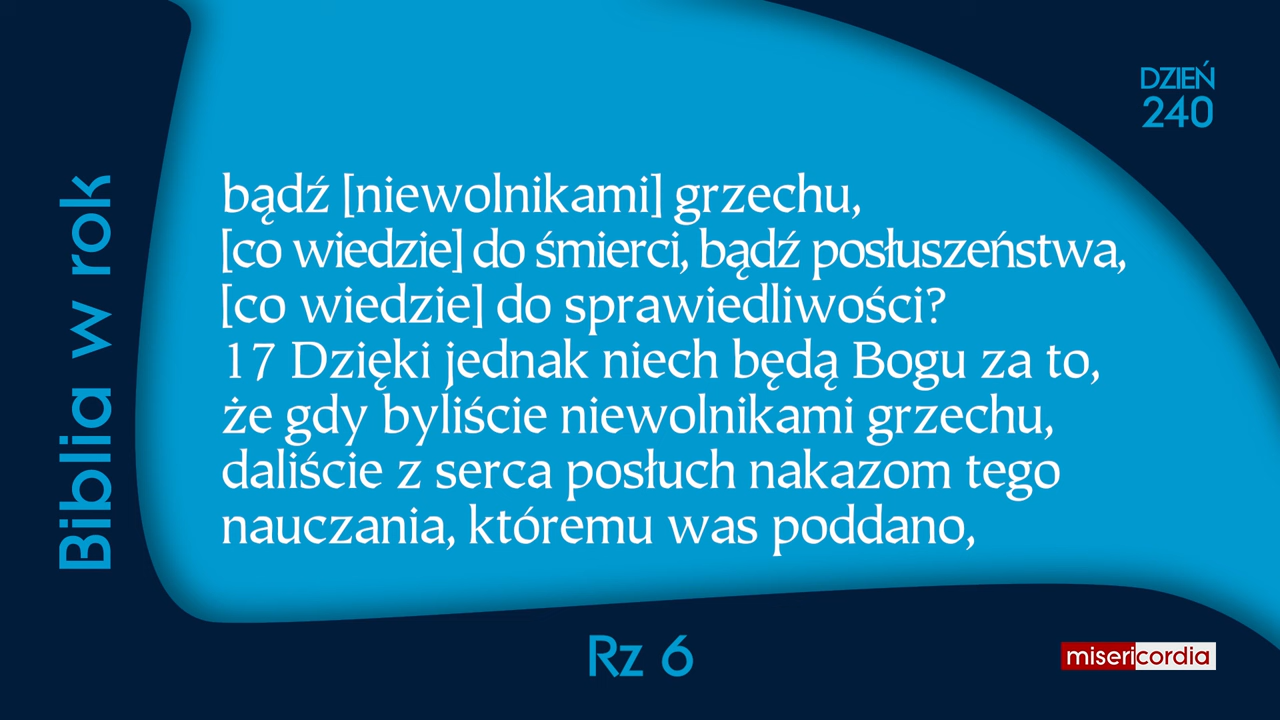 DZIEŃ
240
Biblia w rok
bądź [niewolnikami] grzechu,
[co wiedzie] do śmierci, bądź posłuszeństwa,
[co wiedzie] do sprawiedliwości?
17 Dzięki jednak niech będą Bogu za to,
że gdy byliście niewolnikami grzechu,
daliście z serca posłuch nakazom tego
nauczania, któremu was poddano,
Rz 6
misericordia